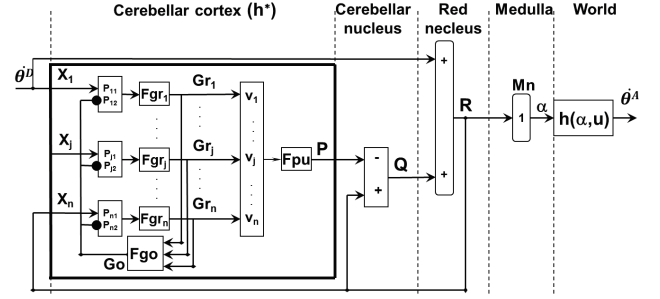 Cerebellar cortex (h*)
Cerebellar nucleus
Red necleus
Medulla
World
θ̇ᴰ
X1
P11
P12
Fgr1
Gr1
v1
Xj
Pj1
Pj2
Fgrj
Grj
vj
Fpu
P
Xn
Pn1
Pn2
Fgrn
Grn
vn
Go
Fgo
-
+
Q
+
+
R
Mn
1
α
h(α,u)
θ̇ᴬ